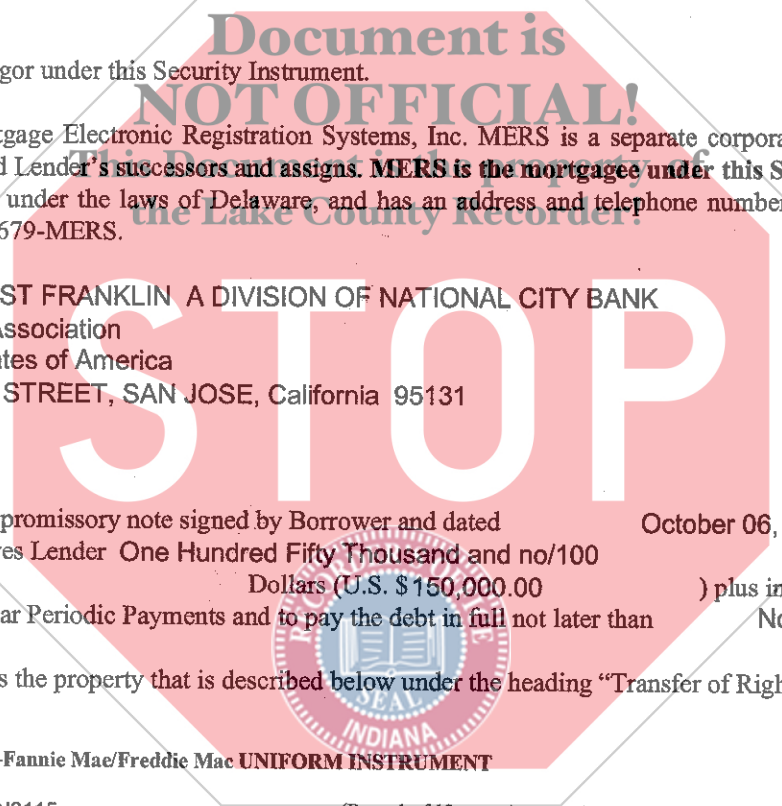 Document is
gor under this Security Instrument.
NOT OFFICIAL!
tgage Electronic Registration Systems, Inc. MERS is a separate corpora
This Document is the property of
d Lender's successors and assigns. MERS is the mortgagee under this S
under the laws of Delaware, and has an address and telephone number
the Lake County Recorder!
679-MERS.
ST FRANKLIN A DIVISION OF NATIONAL CITY BANK
Association
tes of America
STREET, SAN JOSE, California 95131
STOP
promissory note signed by Borrower and dated October 06,
es Lender One Hundred Fifty Thousand and no/100
Dollars (U.S. $150,000.00 ) plus in
ar Periodic Payments and to pay the debt in full not later than No
s the property that is described below under the heading “Transfer of Righ
SEAL
INDIANA
-Fannie Mae/Freddie Mac UNIFORM INSTRUMENT